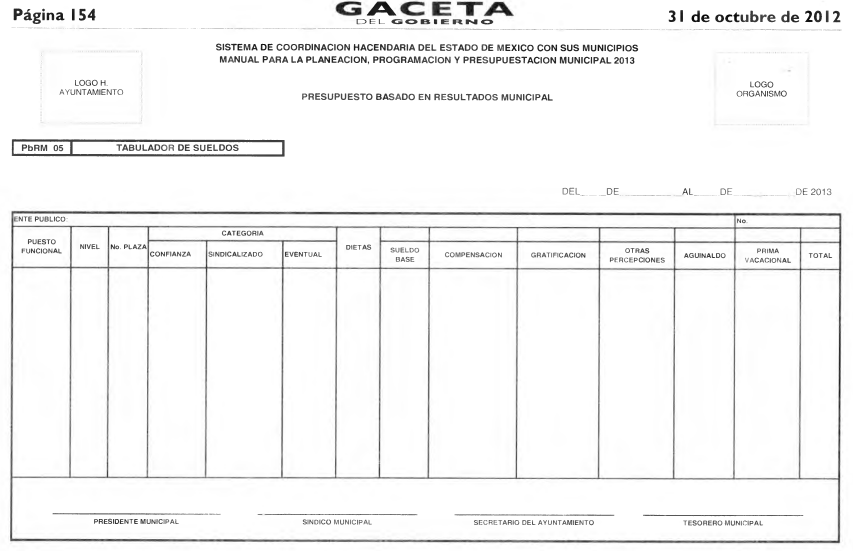 Página 154
GACETA
DEL GOBIERNO
31 de octubre de 2012
SISTEMA DE COORDINACION HACENDARIA DEL ESTADO DE MEXICO CON SUS MUNICIPIOS
MANUAL PARA LA PLANEACION, PROGRAMACION Y PRESUPUESTACION MUNICIPAL 2013
LOGO H.
AYUNTAMIENTO
PRESUPUESTO BASADO EN RESULTADOS MUNICIPAL
LOGO
ORGANISMO
PbRM 05 TABULADOR DE SUELDOS
DEL DE AL DE DE 2013
ENTE PUBLICO: No.
PUESTO
FUNCIONAL
NIVEL
No. PLAZA
CATEGORIA
CONFIANZA
SINDICALIZADO
EVENTUAL
DIETAS
SUELDO
BASE
COMPENSACION
GRATIFICACION
OTRAS
PERCEPCIONES
AGUINALDO
PRIMA
VACACIONAL
TOTAL
PRESIDENTE MUNICIPAL
SINDICO MUNICIPAL
SECRETARIO DEL AYUNTAMIENTO
TESORERO MUNICIPAL